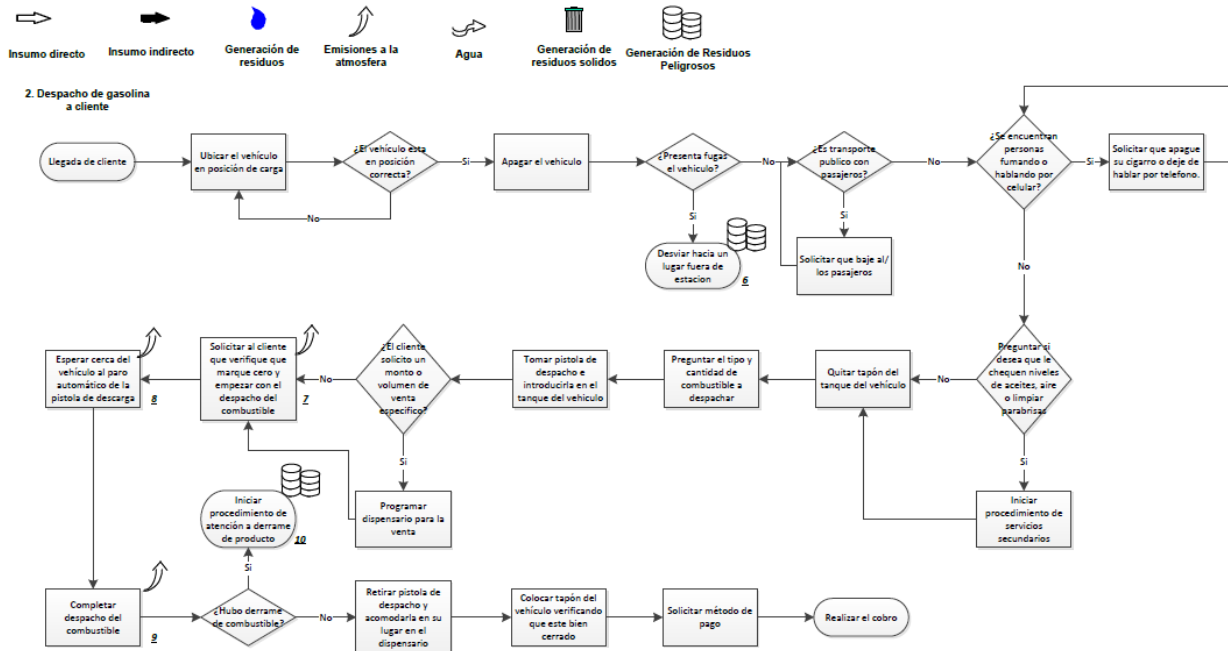 Insumo directo
Insumo indirecto
Generación de
residuos
Emisiones a la
atmosfera
Agua
Generación de
residuos solidos
Generación de Residuos
Peligrosos
2. Despacho de gasolina
a cliente
Llegada de cliente
Ubicar el vehículo
en posición de carga
¿El vehículo esta
en posición
correcta?
Si
No
Apagar el vehiculo
¿Presenta fugas
el vehiculo?
No
Si
Desviar hacia un
lugar fuera de
estacion
6
¿Es transporte
publico con
pasajeros?
No
Si
Solicitar que baje al/
los pasajeros
¿Se encuentran
personas
fumando o
hablando por
celular?
Si
Solicitar que apague
su cigarro o deje de
hablar por telefono.
No
Preguntar si
desea que le
chequen niveles
de aceites, aire
o limpiar
parabrisas
No
Si
Iniciar
procedimiento de
servicios
secundarios
Quitar tapón del
tanque del vehículo
Preguntar el tipo y
cantidad de
combustible a
despachar
Tomar pistola de
despacho e
introducirla en el
tanque del vehiculo
¿El cliente
solicito un
monto o
volumen de
venta
especifico?
No
Si
Programar
dispensario para la
venta
Solicitar al cliente
que verifique que
marque cero y
empezar con el
despacho del
combustible
7
Esperar cerca del
vehículo al paro
automático de la
pistola de descarga
8
Completar
despacho del
combustible
9
¿Hubo derrame
de combustible?
Si
Iniciar
procedimiento de
atención a derrame
de producto
10
No
Retirar pistola de
despacho y
acomodarla en su
lugar en el
dispensario
Colocar tapón del
vehículo verificando
que este bien
cerrado
Solicitar método de
pago
Realizar el cobro